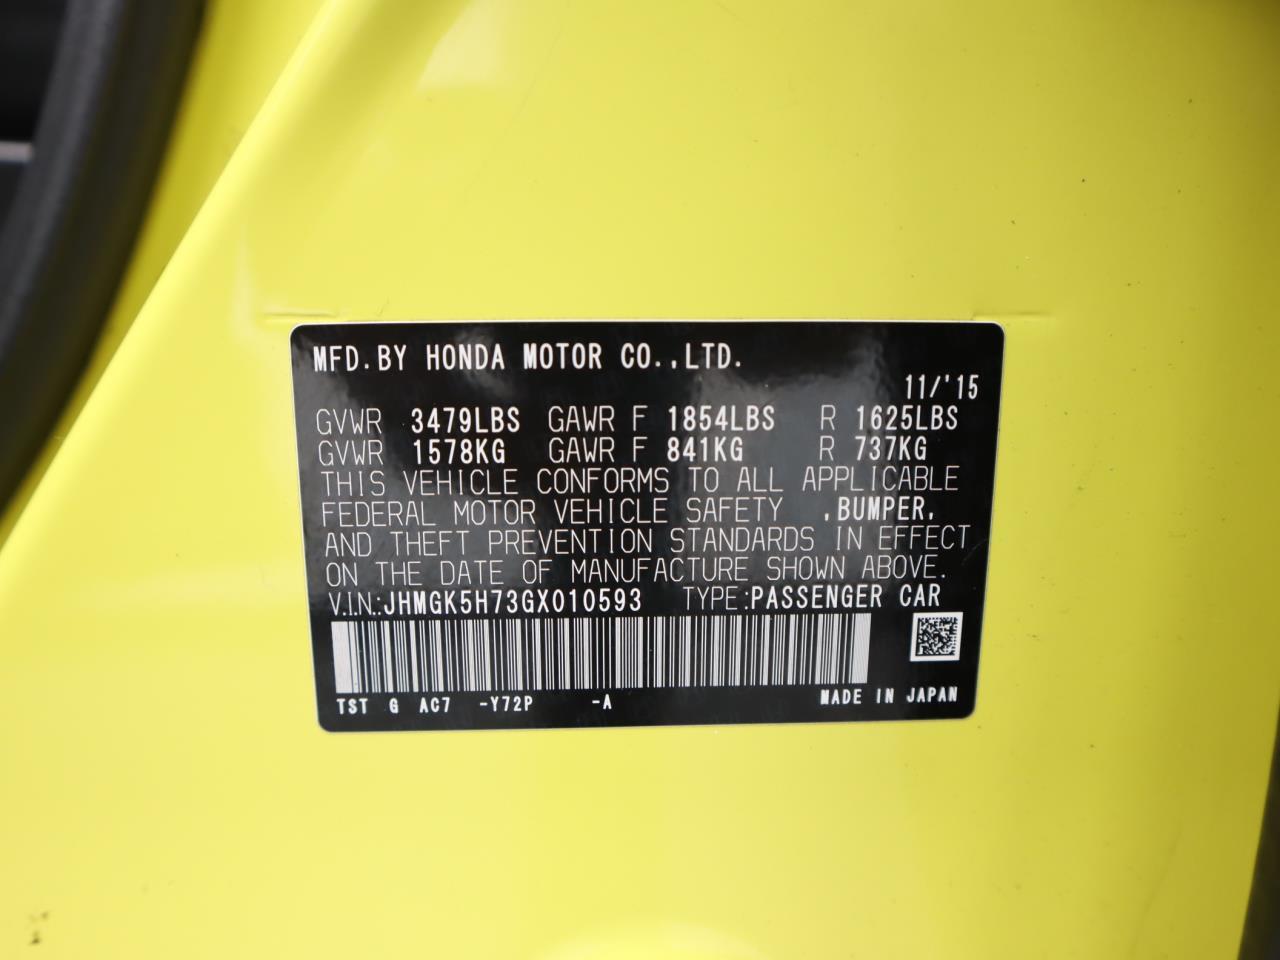 MFD.BY HONDA MOTOR CO.,LTD.
11/'15
GVWR 3479LBS GAWR F 1854LBS R 1625LBS
GVWR 1578KG GAWR F 841KG R 737KG
THIS VEHICLE CONFORMS TO ALL APPLICABLE
FEDERAL MOTOR VEHICLE SAFETY ,BUMPER,
AND THEFT PREVENTION STANDARDS IN EFFECT
ON THE DATE OF MANUFACTURE SHOWN ABOVE.
V.I.N.:JHMGK5H73GX010593 TYPE:PASSENGER CAR
TST G AC7 -Y72P -A MADE IN JAPAN